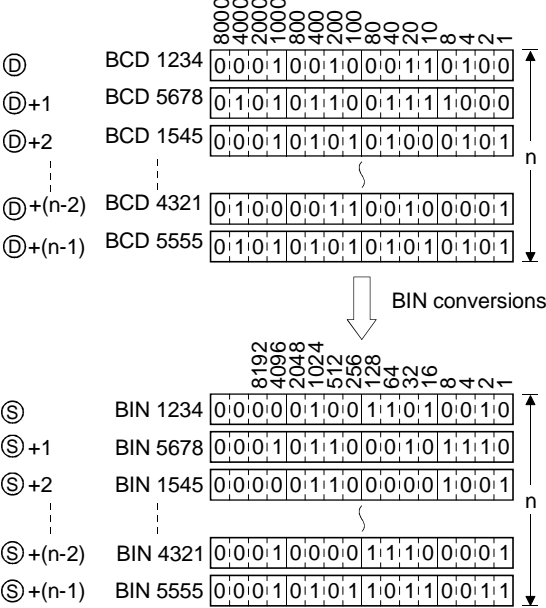 8000 4000 2000 1000 800 400 200 100 80 40 20 10 8 4 2 1
Ⓓ BCD 1234 0 0 0 1 0 0 1 0 0 0 1 1 0 1 0 0
Ⓓ+1 BCD 5678 0 1 0 1 0 1 1 0 0 1 1 1 1 0 0 0
Ⓓ+2 BCD 1545 0 0 0 1 0 1 0 1 0 1 0 0 0 1 0 1
n
Ⓓ+(n-2) BCD 4321 0 1 0 0 0 0 1 1 0 0 1 0 0 0 0 1
Ⓓ+(n-1) BCD 5555 0 1 0 1 0 1 0 1 0 1 0 1 0 1 0 1
BIN conversions
8192 4096 2048 1024 512 256 128 64 32 16 8 4 2 1
Ⓢ BIN 1234 0 0 0 0 0 1 0 0 1 1 0 1 0 0 1 0
Ⓢ+1 BIN 5678 0 0 0 1 0 1 1 0 0 0 1 0 1 1 1 0
Ⓢ+2 BIN 1545 0 0 0 0 0 1 1 0 0 0 0 0 1 0 0 1
n
Ⓢ+(n-2) BIN 4321 0 0 0 1 0 0 0 0 1 1 1 0 0 0 0 1
Ⓢ+(n-1) BIN 5555 0 0 0 1 0 1 0 1 1 0 1 1 0 0 1 1